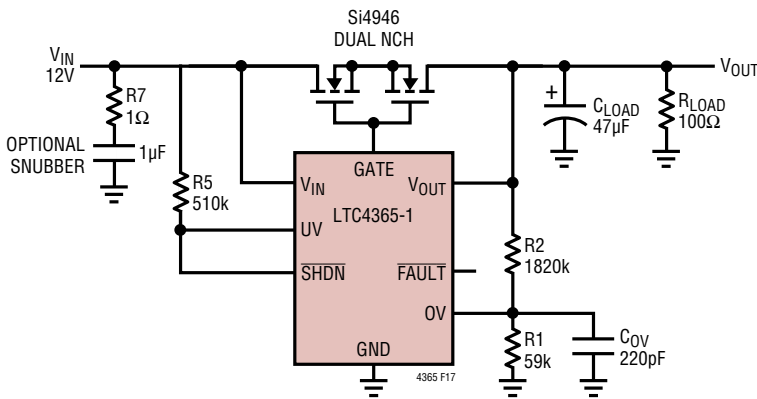 Si4946
DUAL NCH
VIN
12V
VOUT
R7
1Ω
OPTIONAL
SNUBBER
1µF
R5
510k
+
CLOAD
47µF
RLOAD
100Ω
GATE
VIN
VOUT
LTC4365-1
UV
SHDN
FAULT
OV
GND
R2
1820k
R1
59k
COV
220pF
4365 F17